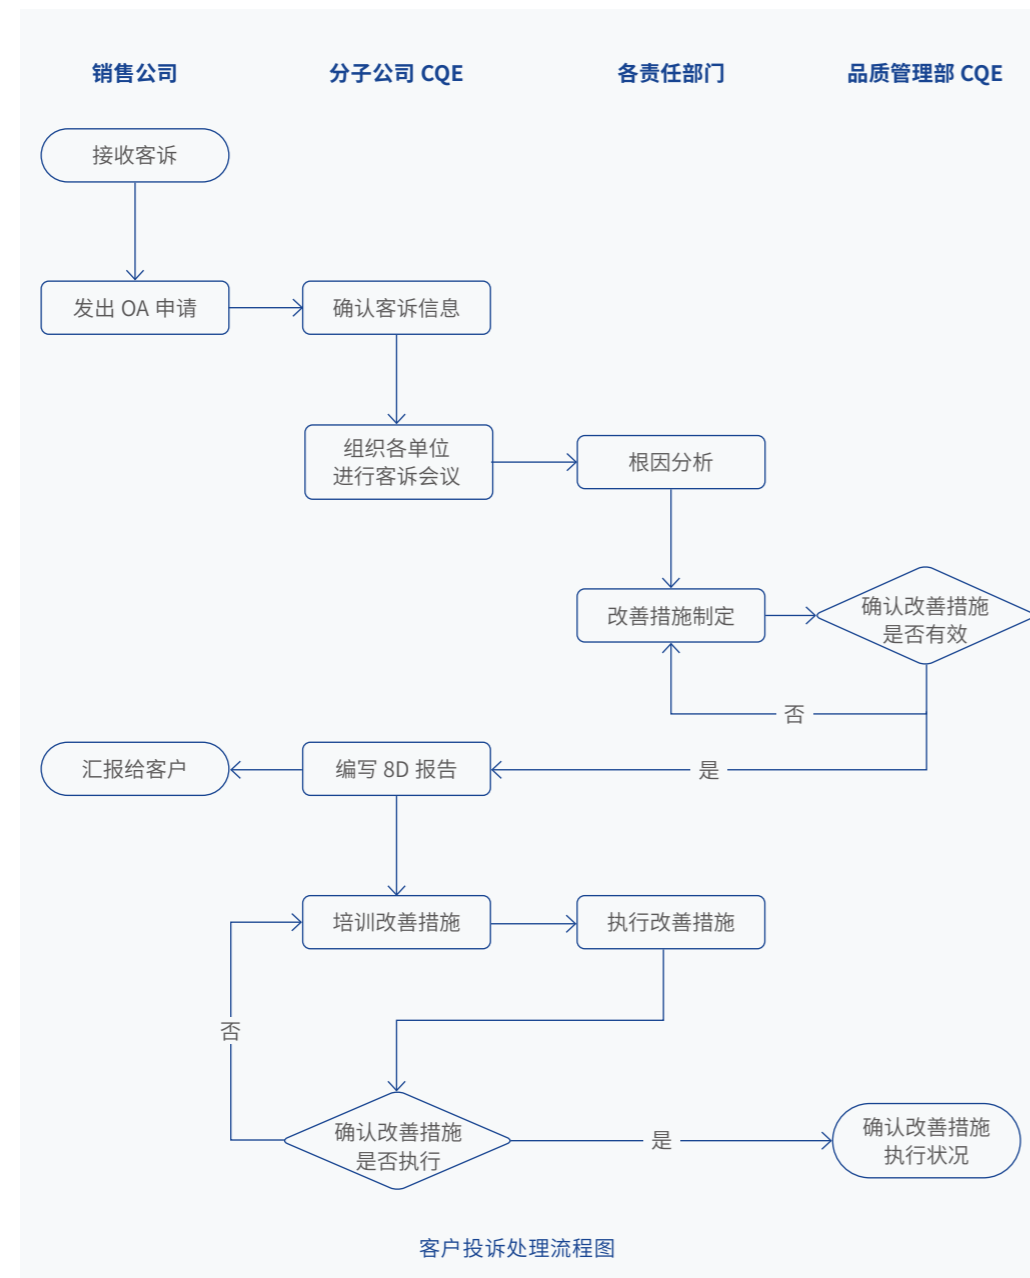 销售公司
分子公司 CQE
各责任部门
品质管理部 CQE
接收客诉
发出 OA 申请
确认客诉信息
组织各单位
进行客诉会议
根因分析
改善措施制定
确认改善措施
是否有效
否
汇报给客户
编写 8D 报告
是
培训改善措施
执行改善措施
否
确认改善措施
是否执行
是
确认改善措施
执行状况
客户投诉处理流程图